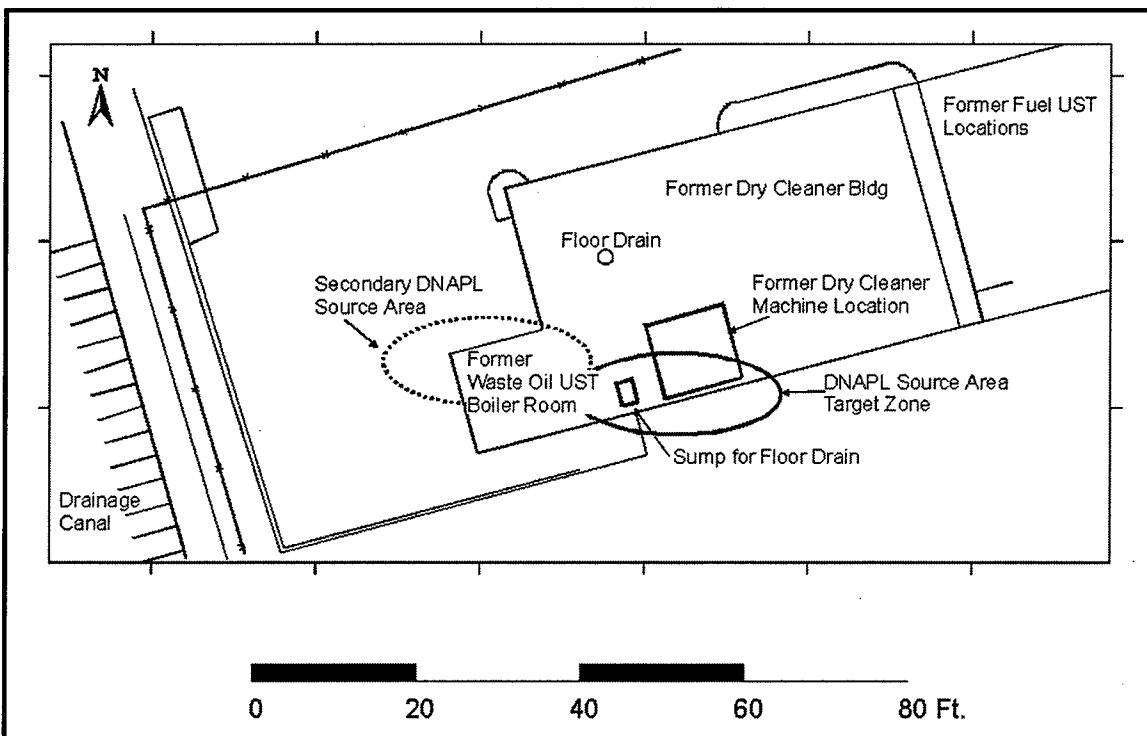 N
Former Fuel UST
Locations
Former Dry Cleaner Bldg
Floor Drain
Secondary DNAPL
Source Area
Former Dry Cleaner
Machine Location
Former
Waste Oil UST
Boiler Room
DNAPL Source Area
Target Zone
Sump for Floor Drain
Drainage
Canal
0 20 40 60 80 Ft.